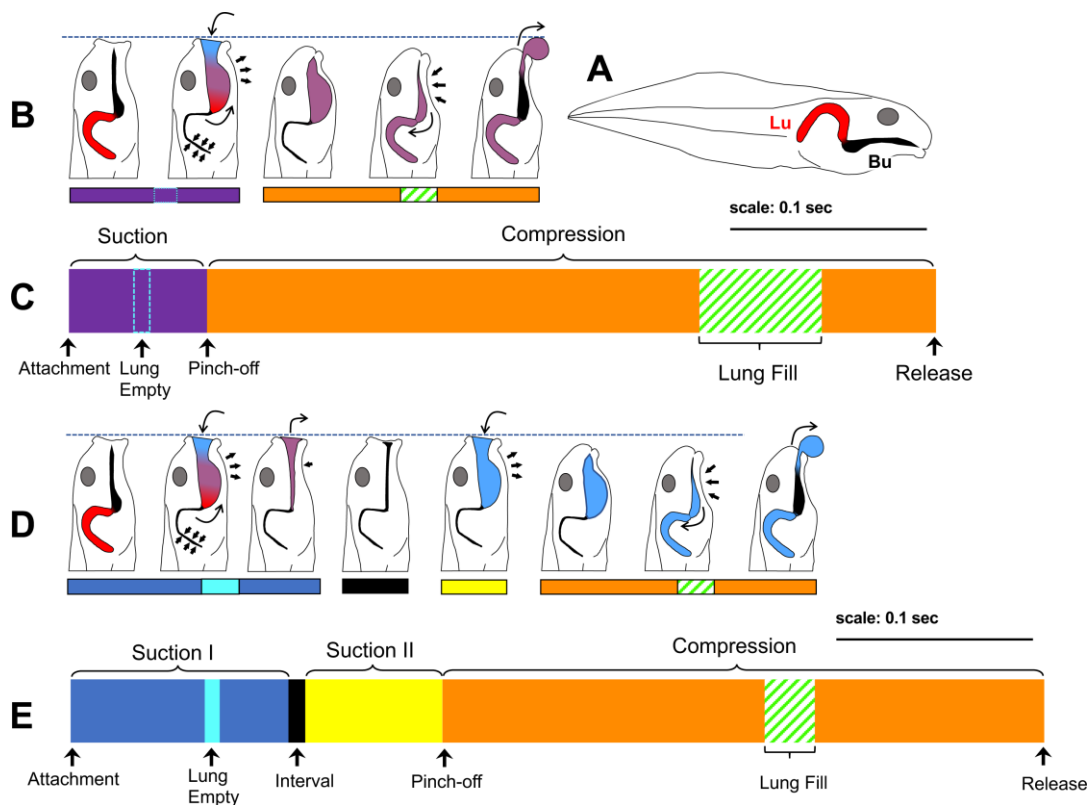 B
A
Lu
Bu
scale: 0.1 sec
Suction
Compression
C
Attachment
Lung
Empty
Pinch-off
Lung Fill
Release
D
scale: 0.1 sec
Suction I
Suction II
Compression
E
Attachment
Lung
Empty
Interval
Pinch-off
Lung Fill
Release